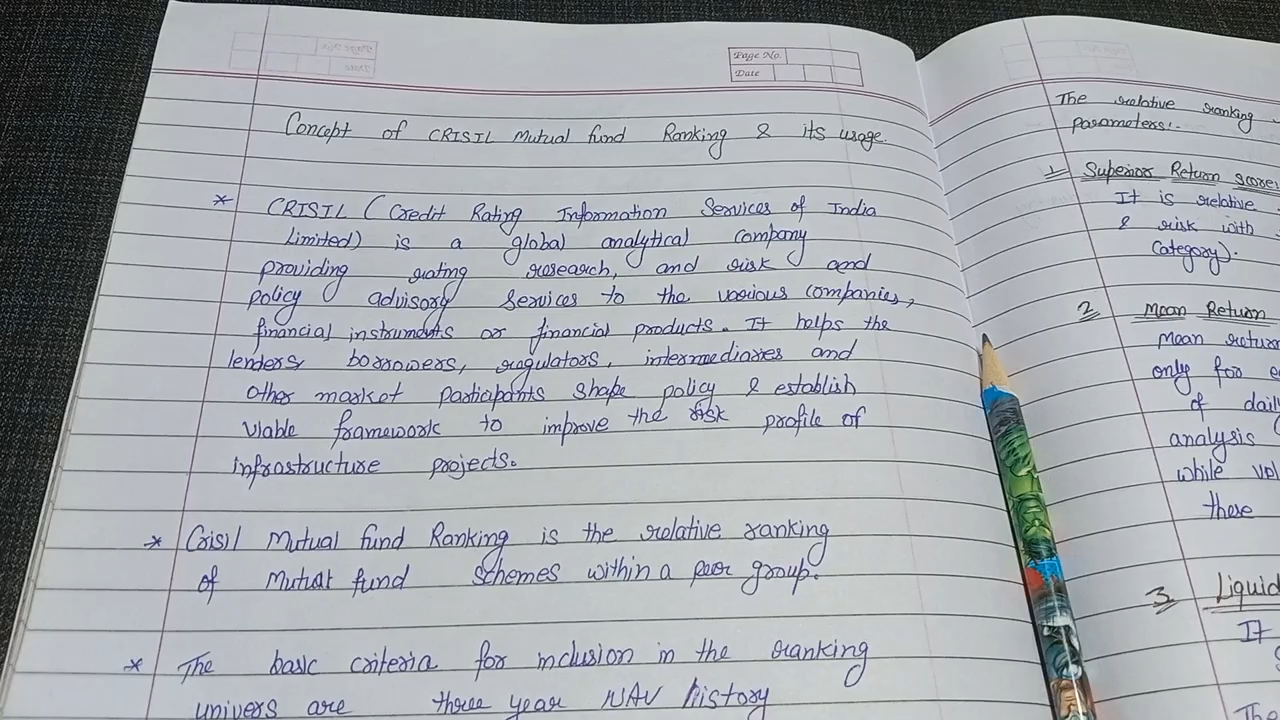 Page No.
Date
Concept of CRISIL Mutual fund Ranking & its usage.
* CRISIL (Credit Rating Information Services of India
Limited) is a global analytical company
providing rating research, and risk and
policy advisory services to the various companies,
financial instruments or financial products. It helps the
lenders, borrowers, regulators, intermediaries and
other market participants shape policy & establish
viable framework to improve the risk profile of
infrastructure projects.
* Crisil Mutual fund Ranking is the relative ranking
of Mutual fund schemes within a peer group.
* The basic criteria for inclusion in the ranking
univers are three year NAV history
The relative ranking
parameters:-
1 Superior Return Score
It is relative
& risk with
Category).
2 Mean Return
Mean return
only for
of daily
analysis
while vol
these
3 Liquid
It
The